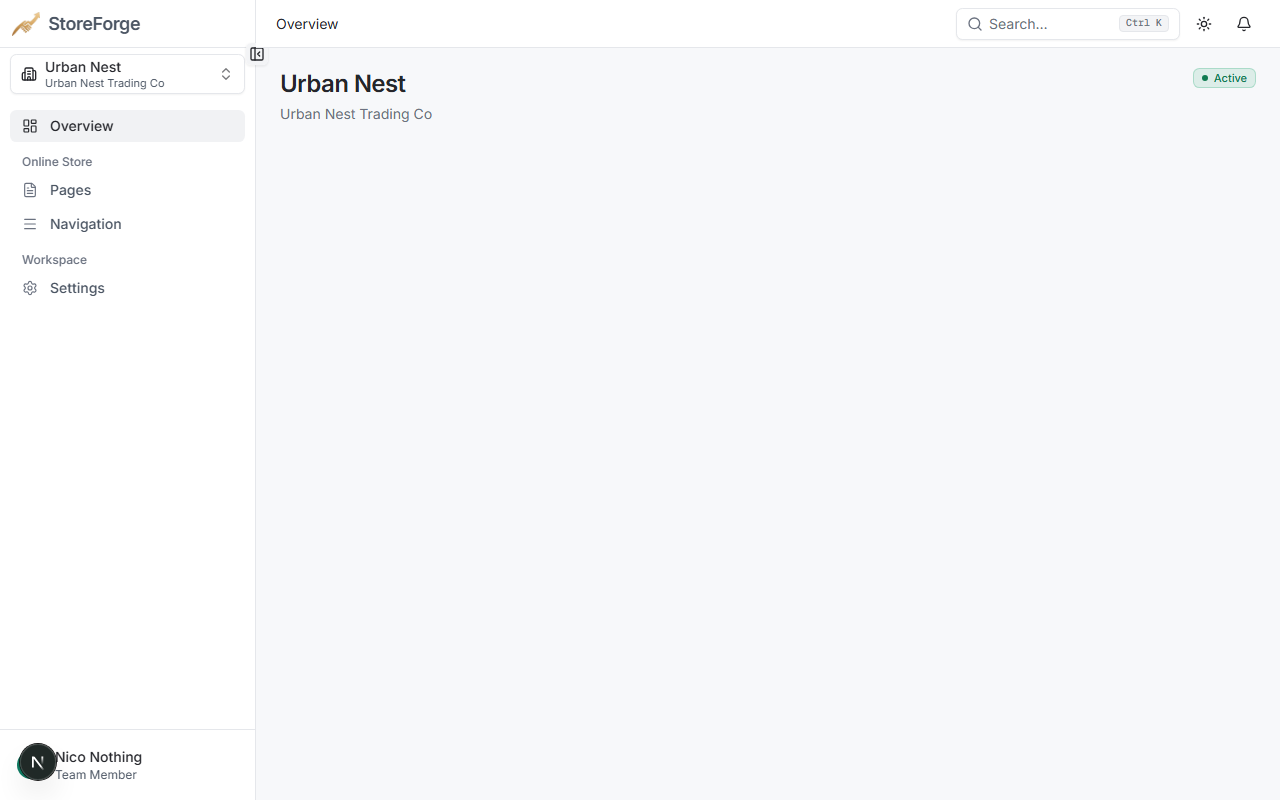 StoreForge
Overview
Search...
Ctrl K
Urban Nest
Urban Nest Trading Co
Urban Nest
Active
Urban Nest Trading Co
Overview
Online Store
Pages
Navigation
Workspace
Settings
N
Nico Nothing
Team Member